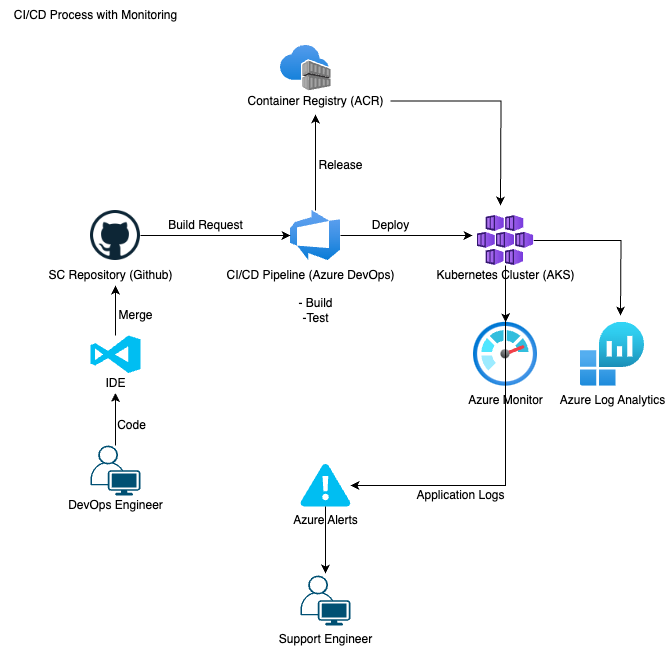 CI/CD Process with Monitoring
Container Registry (ACR)
Release
Build Request
Deploy
SC Repository (Github)
CI/CD Pipeline (Azure DevOps)
Kubernetes Cluster (AKS)
- Build
-Test
Merge
IDE
Azure Monitor
Azure Log Analytics
Code
DevOps Engineer
Application Logs
Azure Alerts
Support Engineer